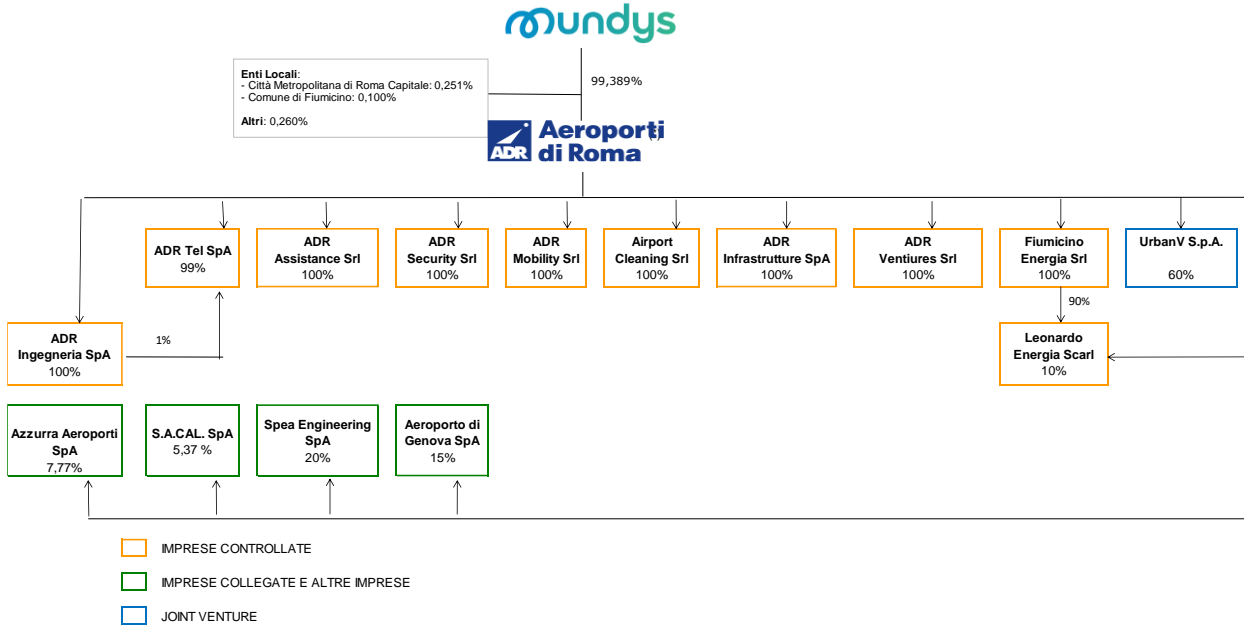 mundys
99,389%
Enti Locali:
- Città Metropolitana di Roma Capitale: 0,251%
- Comune di Fiumicino: 0,100%
Altri: 0,260%
ADR
Aeroporti
di Roma
ADR Tel SpA
99%
ADR
Assistance Srl
100%
ADR
Security Srl
100%
ADR
Mobility Srl
100%
Airport
Cleaning Srl
100%
ADR
Infrastrutture SpA
100%
ADR
Ventiures Srl
100%
Fiumicino
Energia Srl
100%
UrbanV S.p.A.
60%
90%
ADR
Ingegneria SpA
100%
1%
Leonardo
Energia Scarl
10%
Azzurra Aeroporti
SpA
7,77%
S.A.CAL. SpA
5,37 %
Spea Engineering
SpA
20%
Aeroporto di
Genova SpA
15%
IMPRESE CONTROLLATE
IMPRESE COLLEGATE E ALTRE IMPRESE
JOINT VENTURE